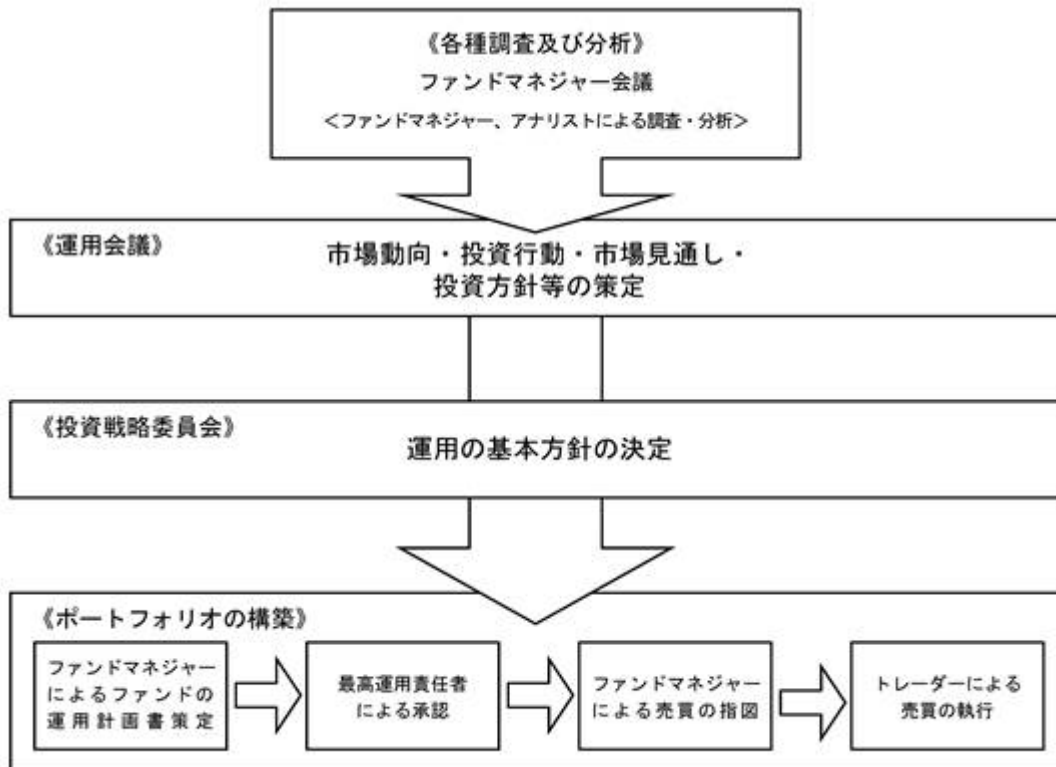 《各種調査及び分析》
ファンドマネジャー会議
＜ファンドマネジャー、アナリストによる調査・分析＞
《運用会議》
市場動向・投資行動・市場見通し・
投資方針等の策定
《投資戦略委員会》
運用の基本方針の決定
《ポートフォリオの構築》
ファンドマネジャー
によるファンドの
運用計画書策定
最高運用責任者
による承認
ファンドマネジャー
による売買の指図
トレーダーによる
売買の執行